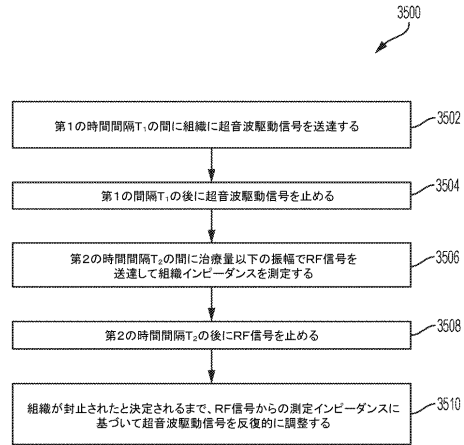 3500
第1の時間間隔T₁の間に組織に超音波駆動信号を送達する
3502
第1の間隔T₁の後に超音波駆動信号を止める
3504
第2の時間間隔T₂の間に治療量以下の振幅でRF信号を
送達して組織インピーダンスを測定する
3506
第2の時間間隔T₂の後にRF信号を止める
3508
組織が封止されたと決定されるまで、RF信号からの測定インピーダンスに
基づいて超音波駆動信号を反復的に調整する
3510